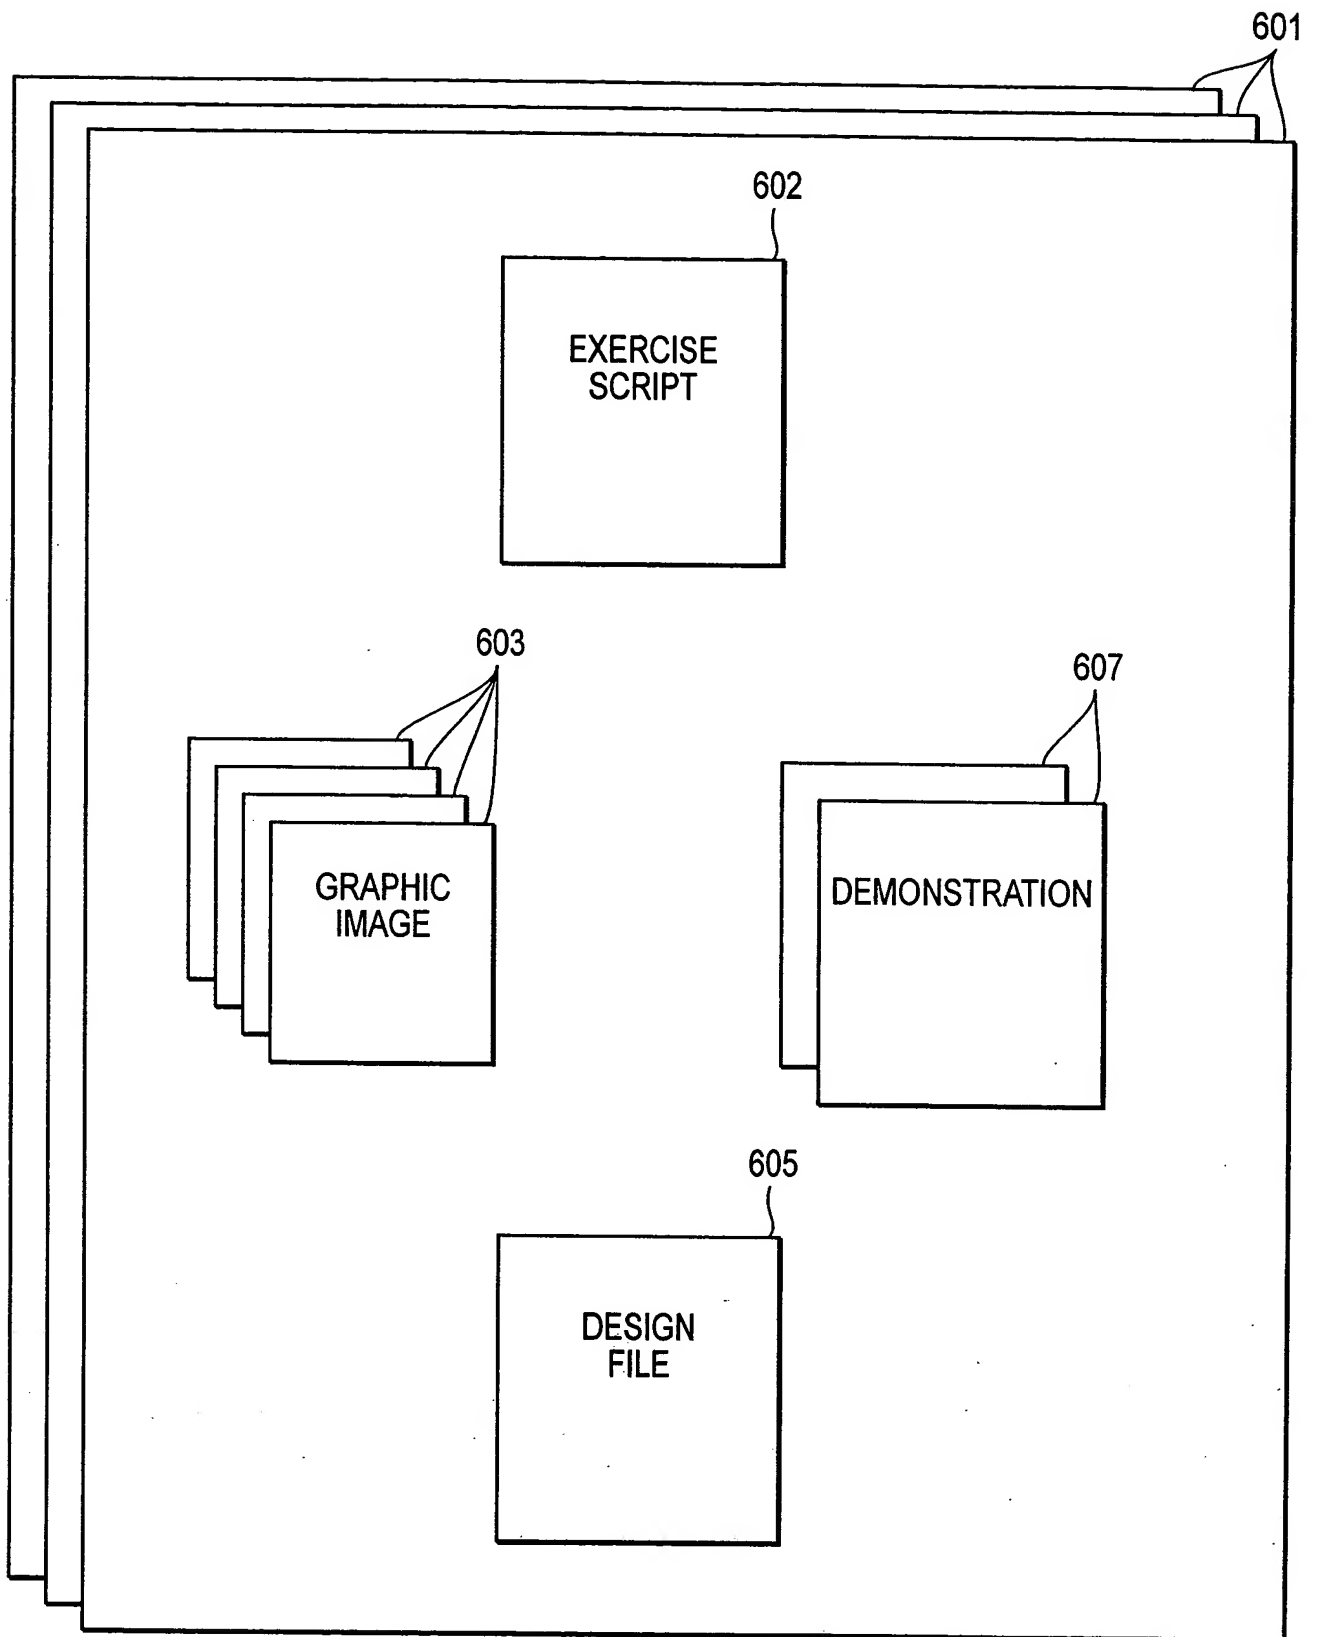 601
602
EXERCISE
SCRIPT
603
607
GRAPHIC
IMAGE
DEMONSTRATION
605
DESIGN
FILE